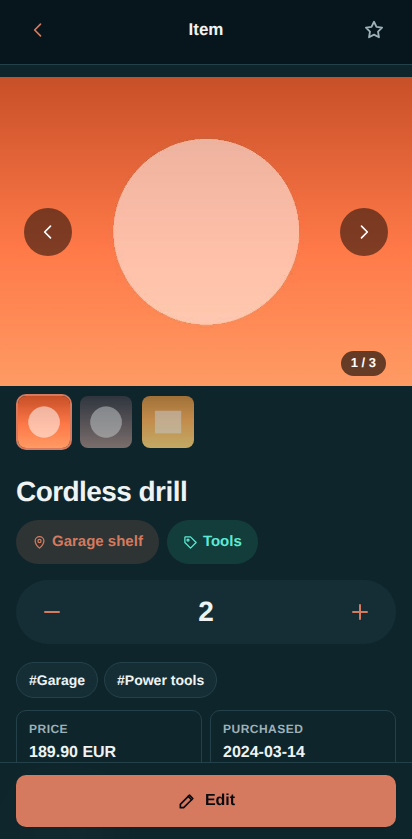 Item
1 / 3
Cordless drill
Garage shelf
Tools
2
#Garage
#Power tools
PRICE
PURCHASED
189.90 EUR
2024-03-14
Edit